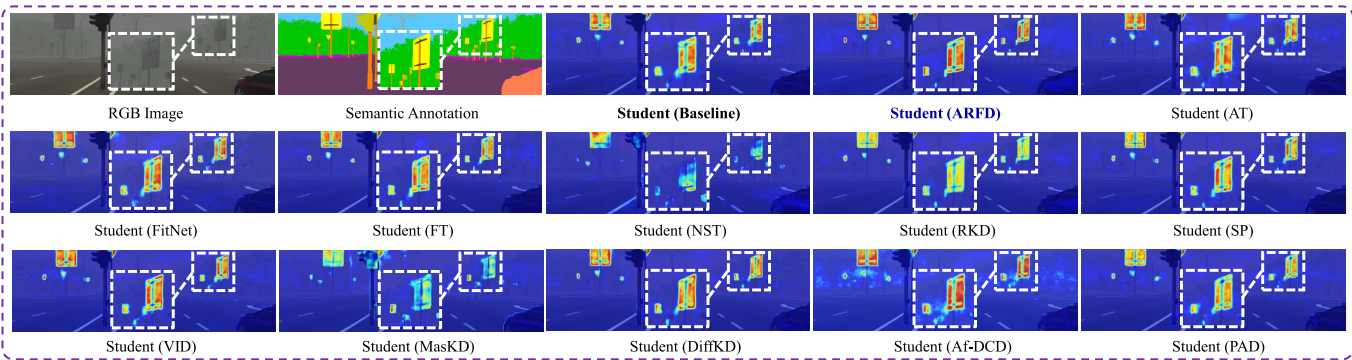 RGB Image
Semantic Annotation
Student (Baseline)
Student (ARFD)
Student (AT)
Student (FitNet)
Student (FT)
Student (NST)
Student (RKD)
Student (SP)
Student (VID)
Student (MasKD)
Student (DiffKD)
Student (Af-DCD)
Student (PAD)